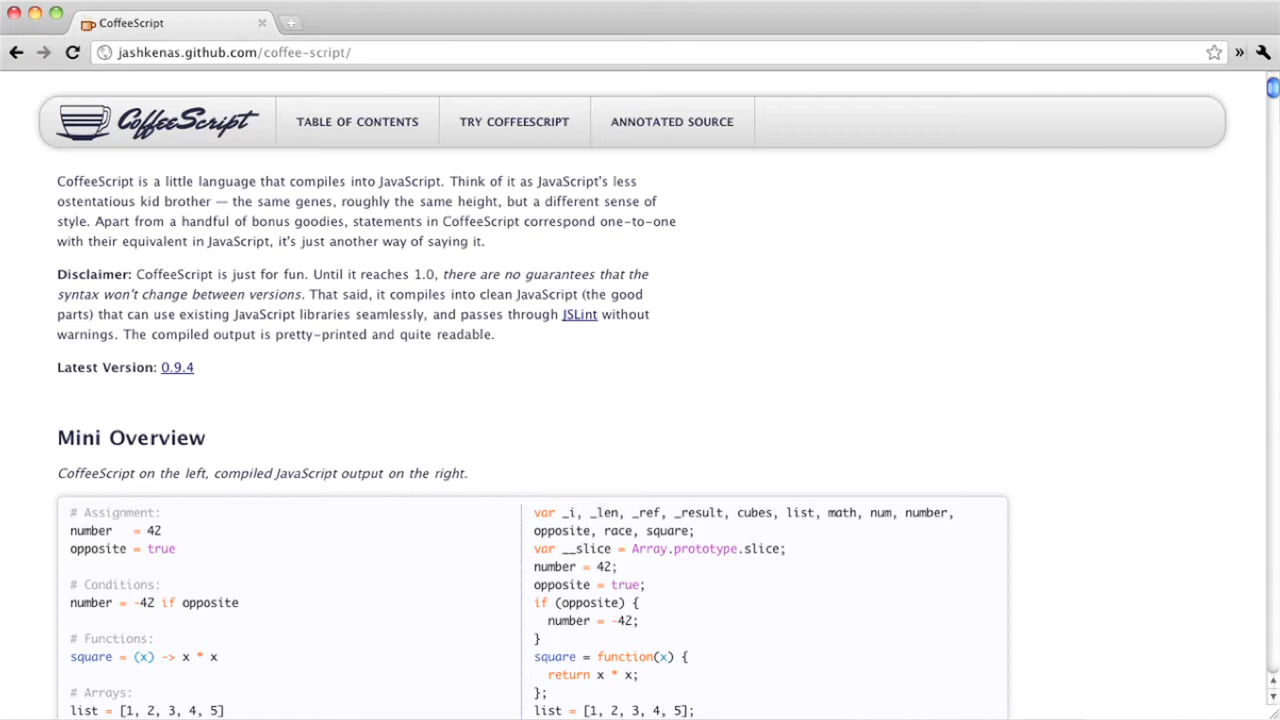 CoffeeScript
jashkenas.github.com/coffee-script/
CoffeeScript
TABLE OF CONTENTS
TRY COFFEESCRIPT
ANNOTATED SOURCE
CoffeeScript is a little language that compiles into JavaScript. Think of it as JavaScript's less
ostentatious kid brother — the same genes, roughly the same height, but a different sense of
style. Apart from a handful of bonus goodies, statements in CoffeeScript correspond one-to-one
with their equivalent in JavaScript, it's just another way of saying it.
Disclaimer: CoffeeScript is just for fun. Until it reaches 1.0, there are no guarantees that the
syntax won't change between versions. That said, it compiles into clean JavaScript (the good
parts) that can use existing JavaScript libraries seamlessly, and passes through JSLint without
warnings. The compiled output is pretty-printed and quite readable.
Latest Version: 0.9.4
Mini Overview
CoffeeScript on the left, compiled JavaScript output on the right.
# Assignment:
number   = 42
opposite = true
# Conditions:
number = -42 if opposite
# Functions:
square = (x) -> x * x
# Arrays:
list = [1, 2, 3, 4, 5]
var _i, _len, _ref, _result, cubes, list, math, num, number,
opposite, race, square;
var __slice = Array.prototype.slice;
number = 42;
opposite = true;
if (opposite) {
  number = -42;
}
square = function(x) {
  return x * x;
};
list = [1, 2, 3, 4, 5];